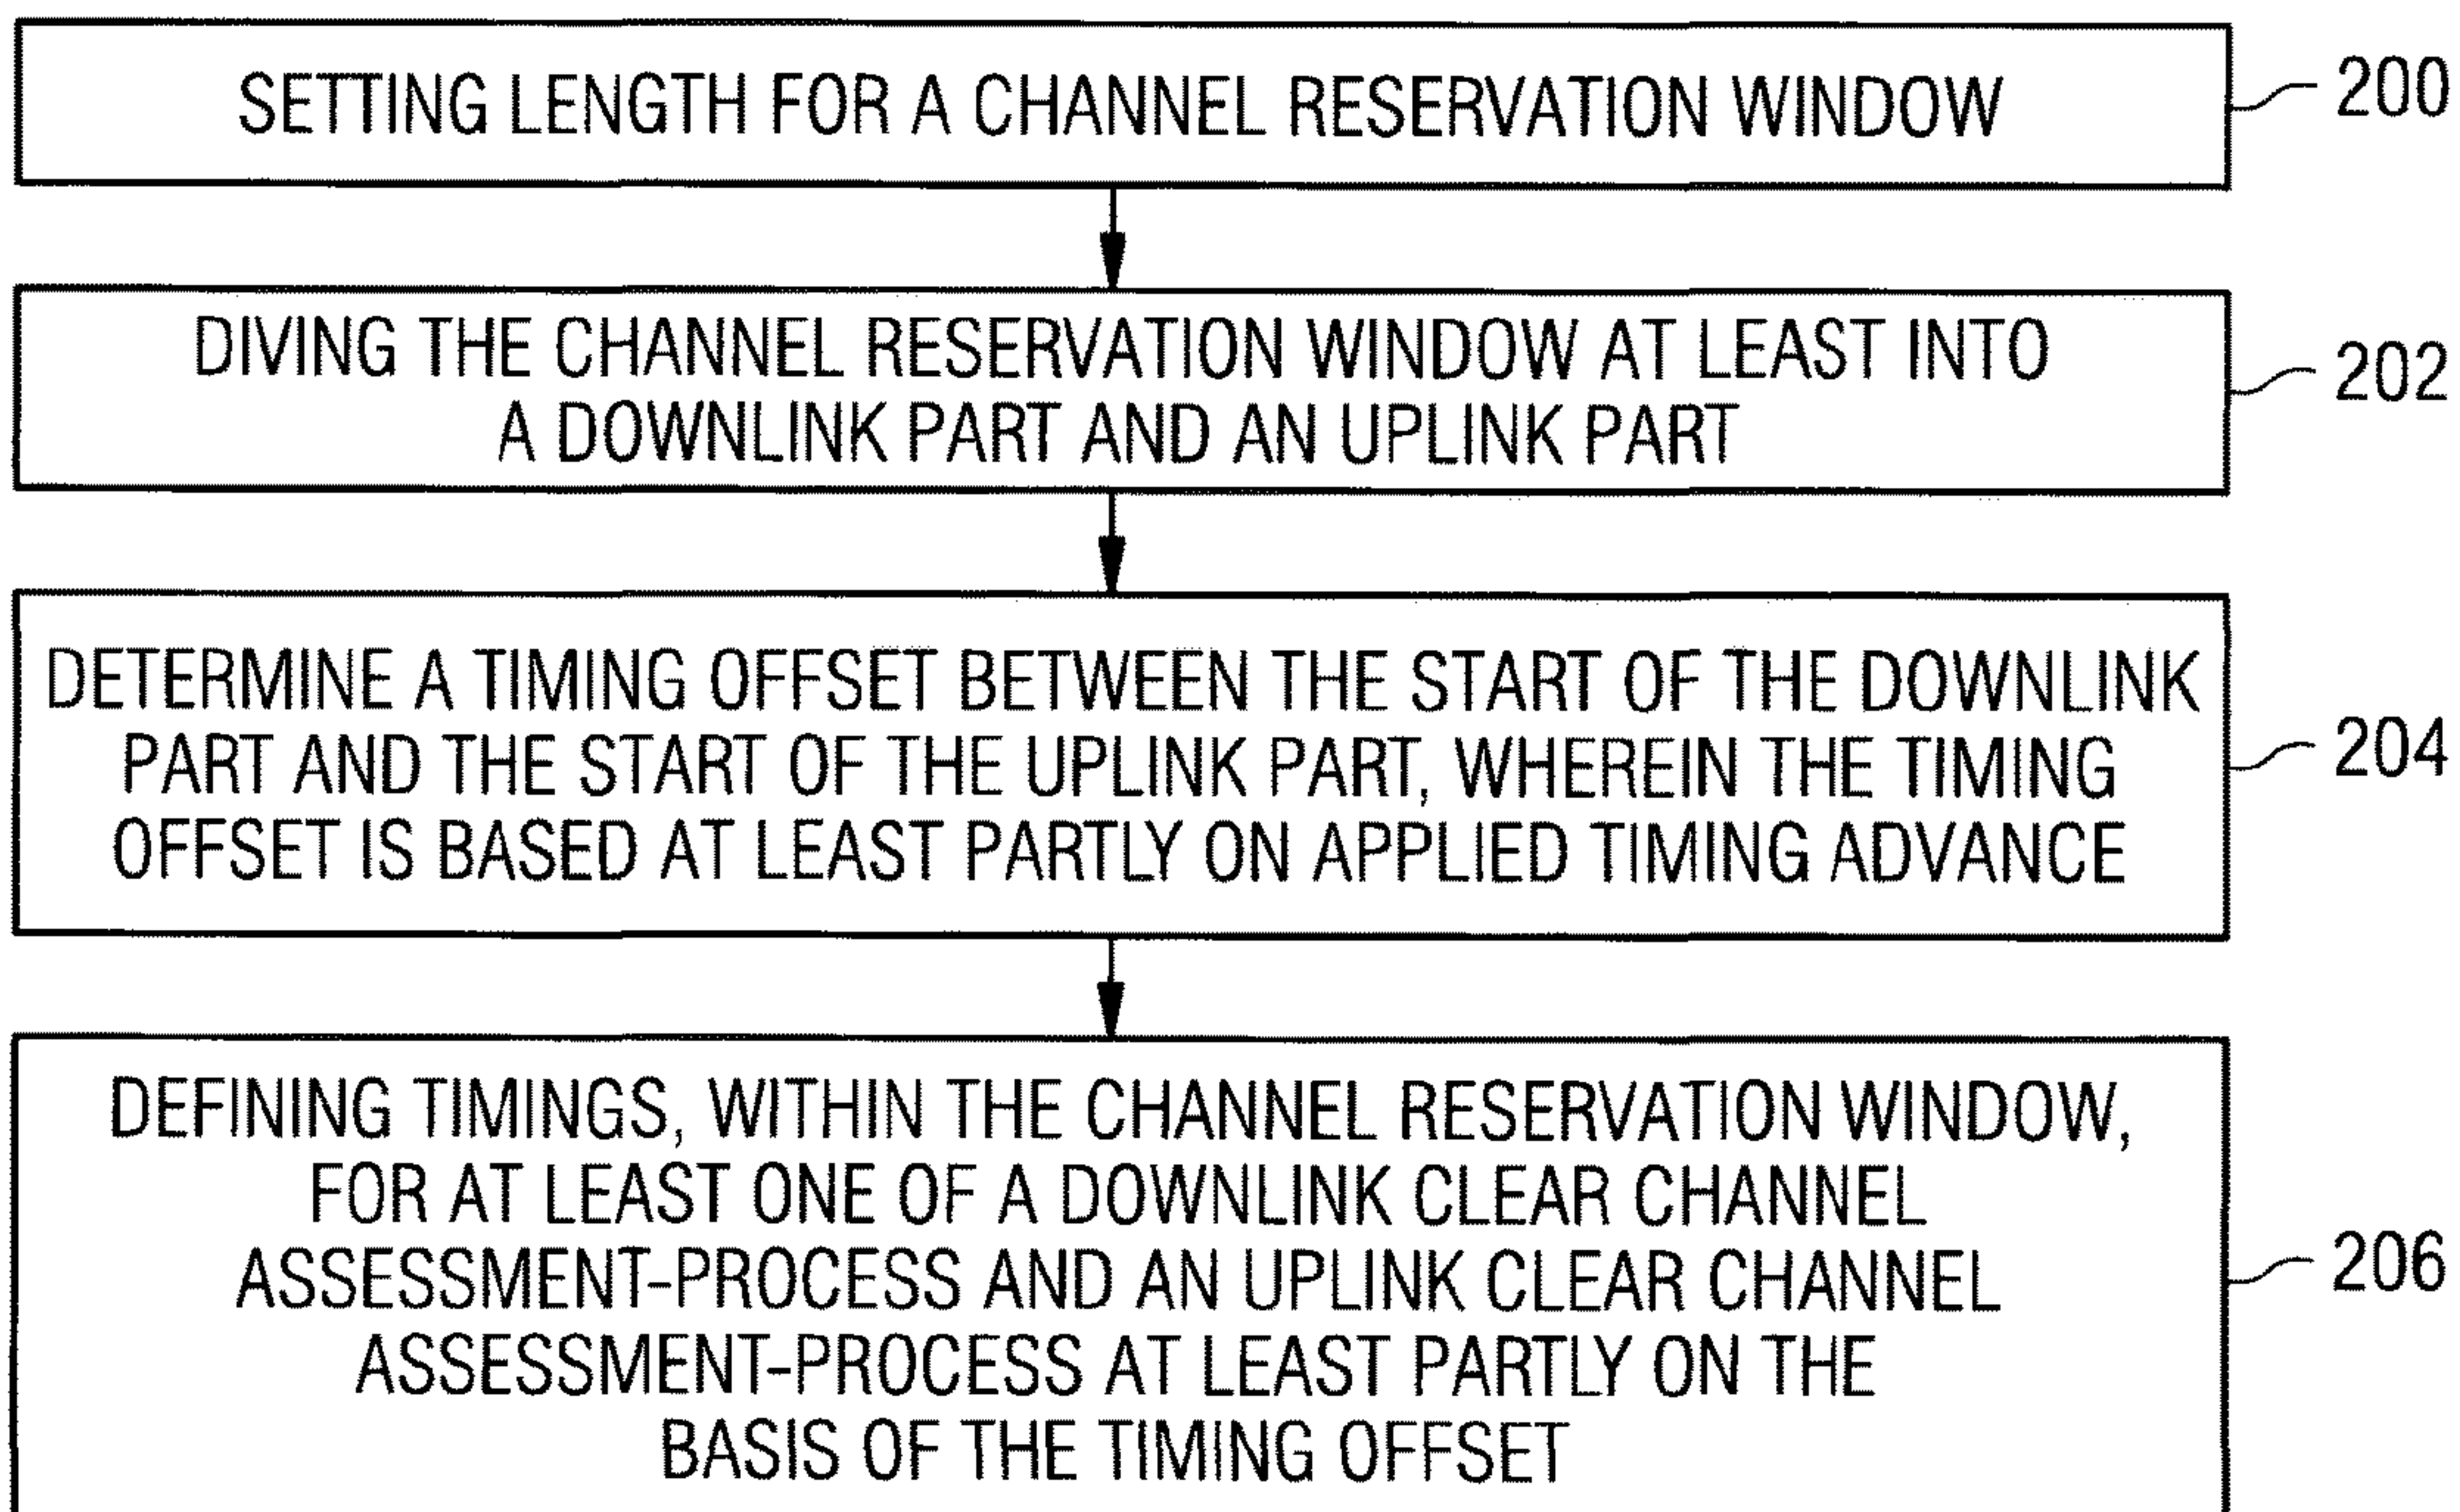 SETTING LENGTH FOR A CHANNEL RESERVATION WINDOW
200
DIVING THE CHANNEL RESERVATION WINDOW AT LEAST INTO
A DOWNLINK PART AND AN UPLINK PART
202
DETERMINE A TIMING OFFSET BETWEEN THE START OF THE DOWNLINK
PART AND THE START OF THE UPLINK PART, WHEREIN THE TIMING
OFFSET IS BASED AT LEAST PARTLY ON APPLIED TIMING ADVANCE
204
DEFINING TIMINGS, WITHIN THE CHANNEL RESERVATION WINDOW,
FOR AT LEAST ONE OF A DOWNLINK CLEAR CHANNEL
ASSESSMENT-PROCESS AND AN UPLINK CLEAR CHANNEL
ASSESSMENT-PROCESS AT LEAST PARTLY ON THE
BASIS OF THE TIMING OFFSET
206